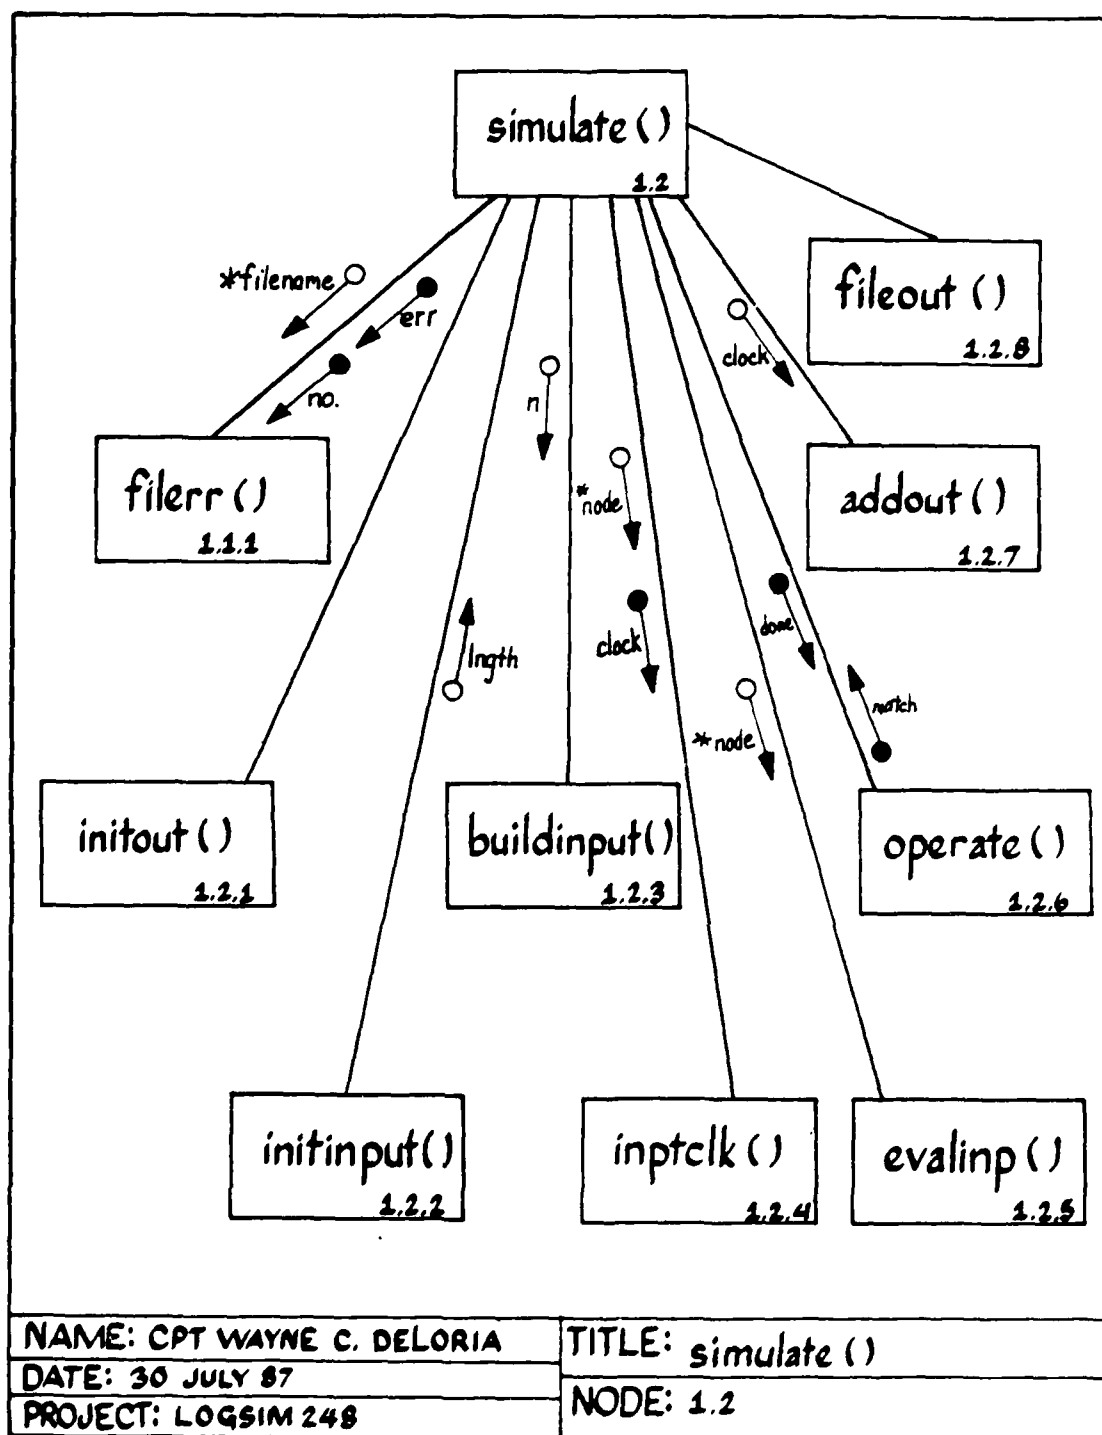 simulate ()
1.2
fileout ()
1.2.8
*filename
err
no.
clock
n
filerr ()
1.1.1
addout ()
1.2.7
*node
lngth
clock
done
match
*node
initout ()
1.2.1
buildinput()
1.2.3
operate ()
1.2.6
initinput()
1.2.2
inptclk ()
1.2.4
evalinp ()
1.2.5
NAME: CPT WAYNE C. DELORIA
DATE: 30 JULY 87
PROJECT: LOGSIM 248
TITLE: simulate ()
NODE: 1.2